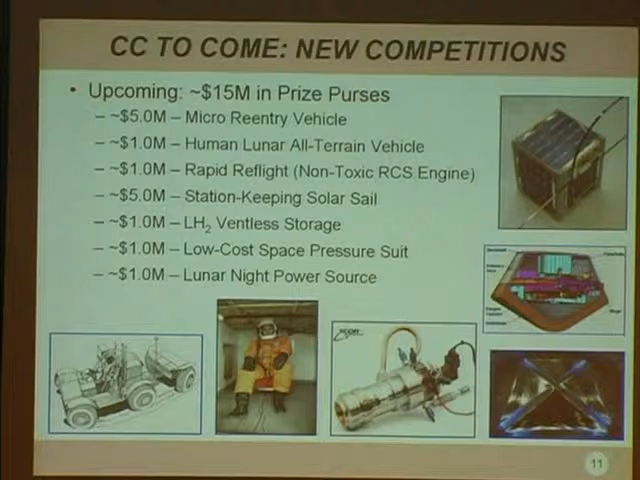 CC TO COME: NEW COMPETITIONS
• Upcoming: ~$15M in Prize Purses
– ~$5.0M – Micro Reentry Vehicle
– ~$1.0M – Human Lunar All-Terrain Vehicle
– ~$1.0M – Rapid Reflight (Non-Toxic RCS Engine)
– ~$5.0M – Station-Keeping Solar Sail
– ~$1.0M – LH₂ Ventless Storage
– ~$1.0M – Low-Cost Space Pressure Suit
– ~$1.0M – Lunar Night Power Source
XCOR
11